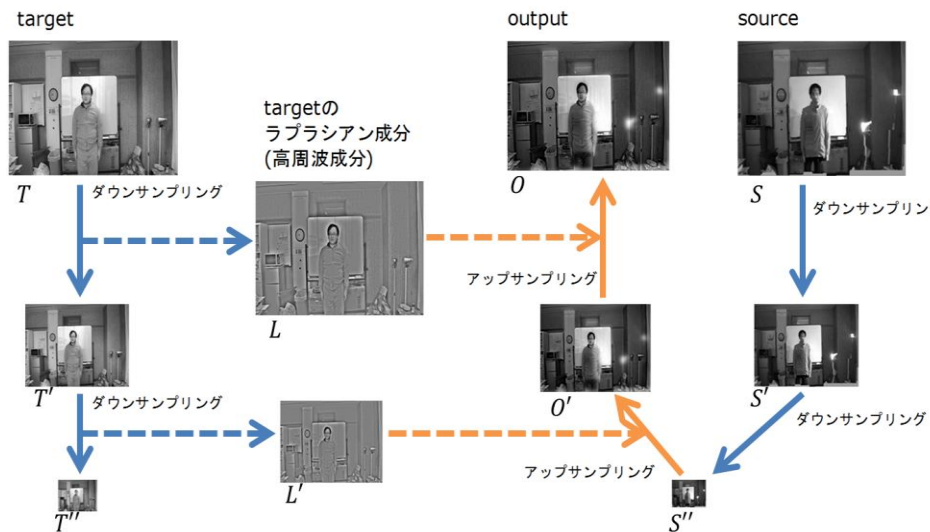 target
output
source
targetの
ラプラシアン成分
(高周波成分)
T
ダウンサンプリング
O
S
ダウンサンプリン
アップサンプリング
L
T′
ダウンサンプリング
O′
S′
ダウンサンプリング
アップサンプリング
L′
T′′
S′′